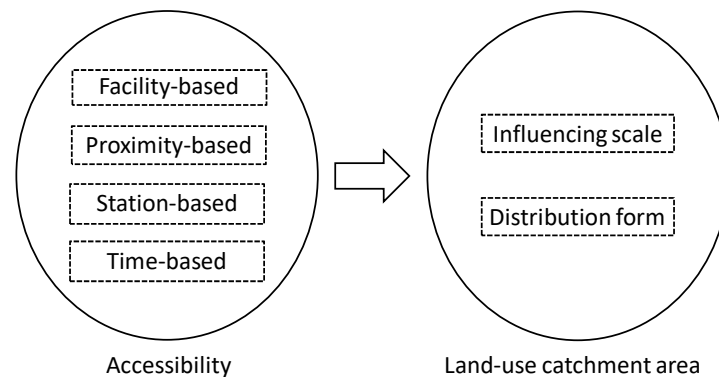 Facility-based
Proximity-based
Station-based
Time-based
Accessibility
Influencing scale
Distribution form
Land-use catchment area